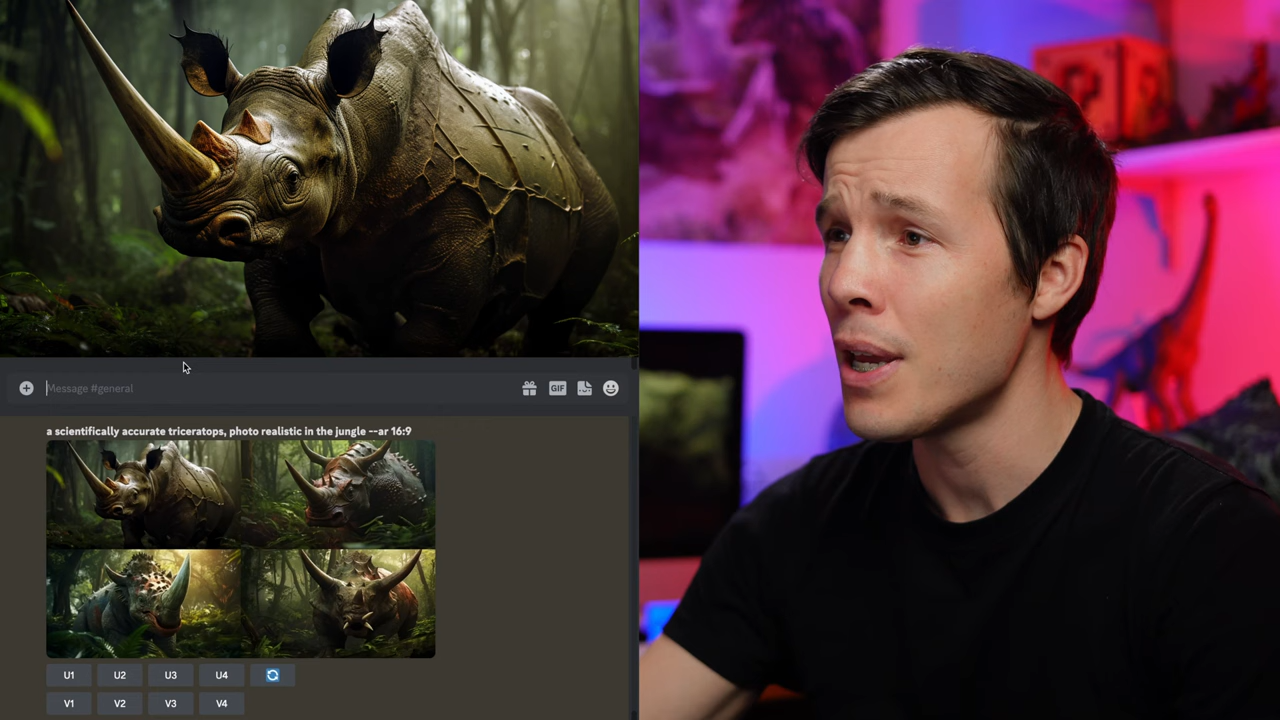 Message #general
GIF
a scientifically accurate triceratops, photo realistic in the jungle --ar 16:9
U1 U2 U3 U4
V1 V2 V3 V4